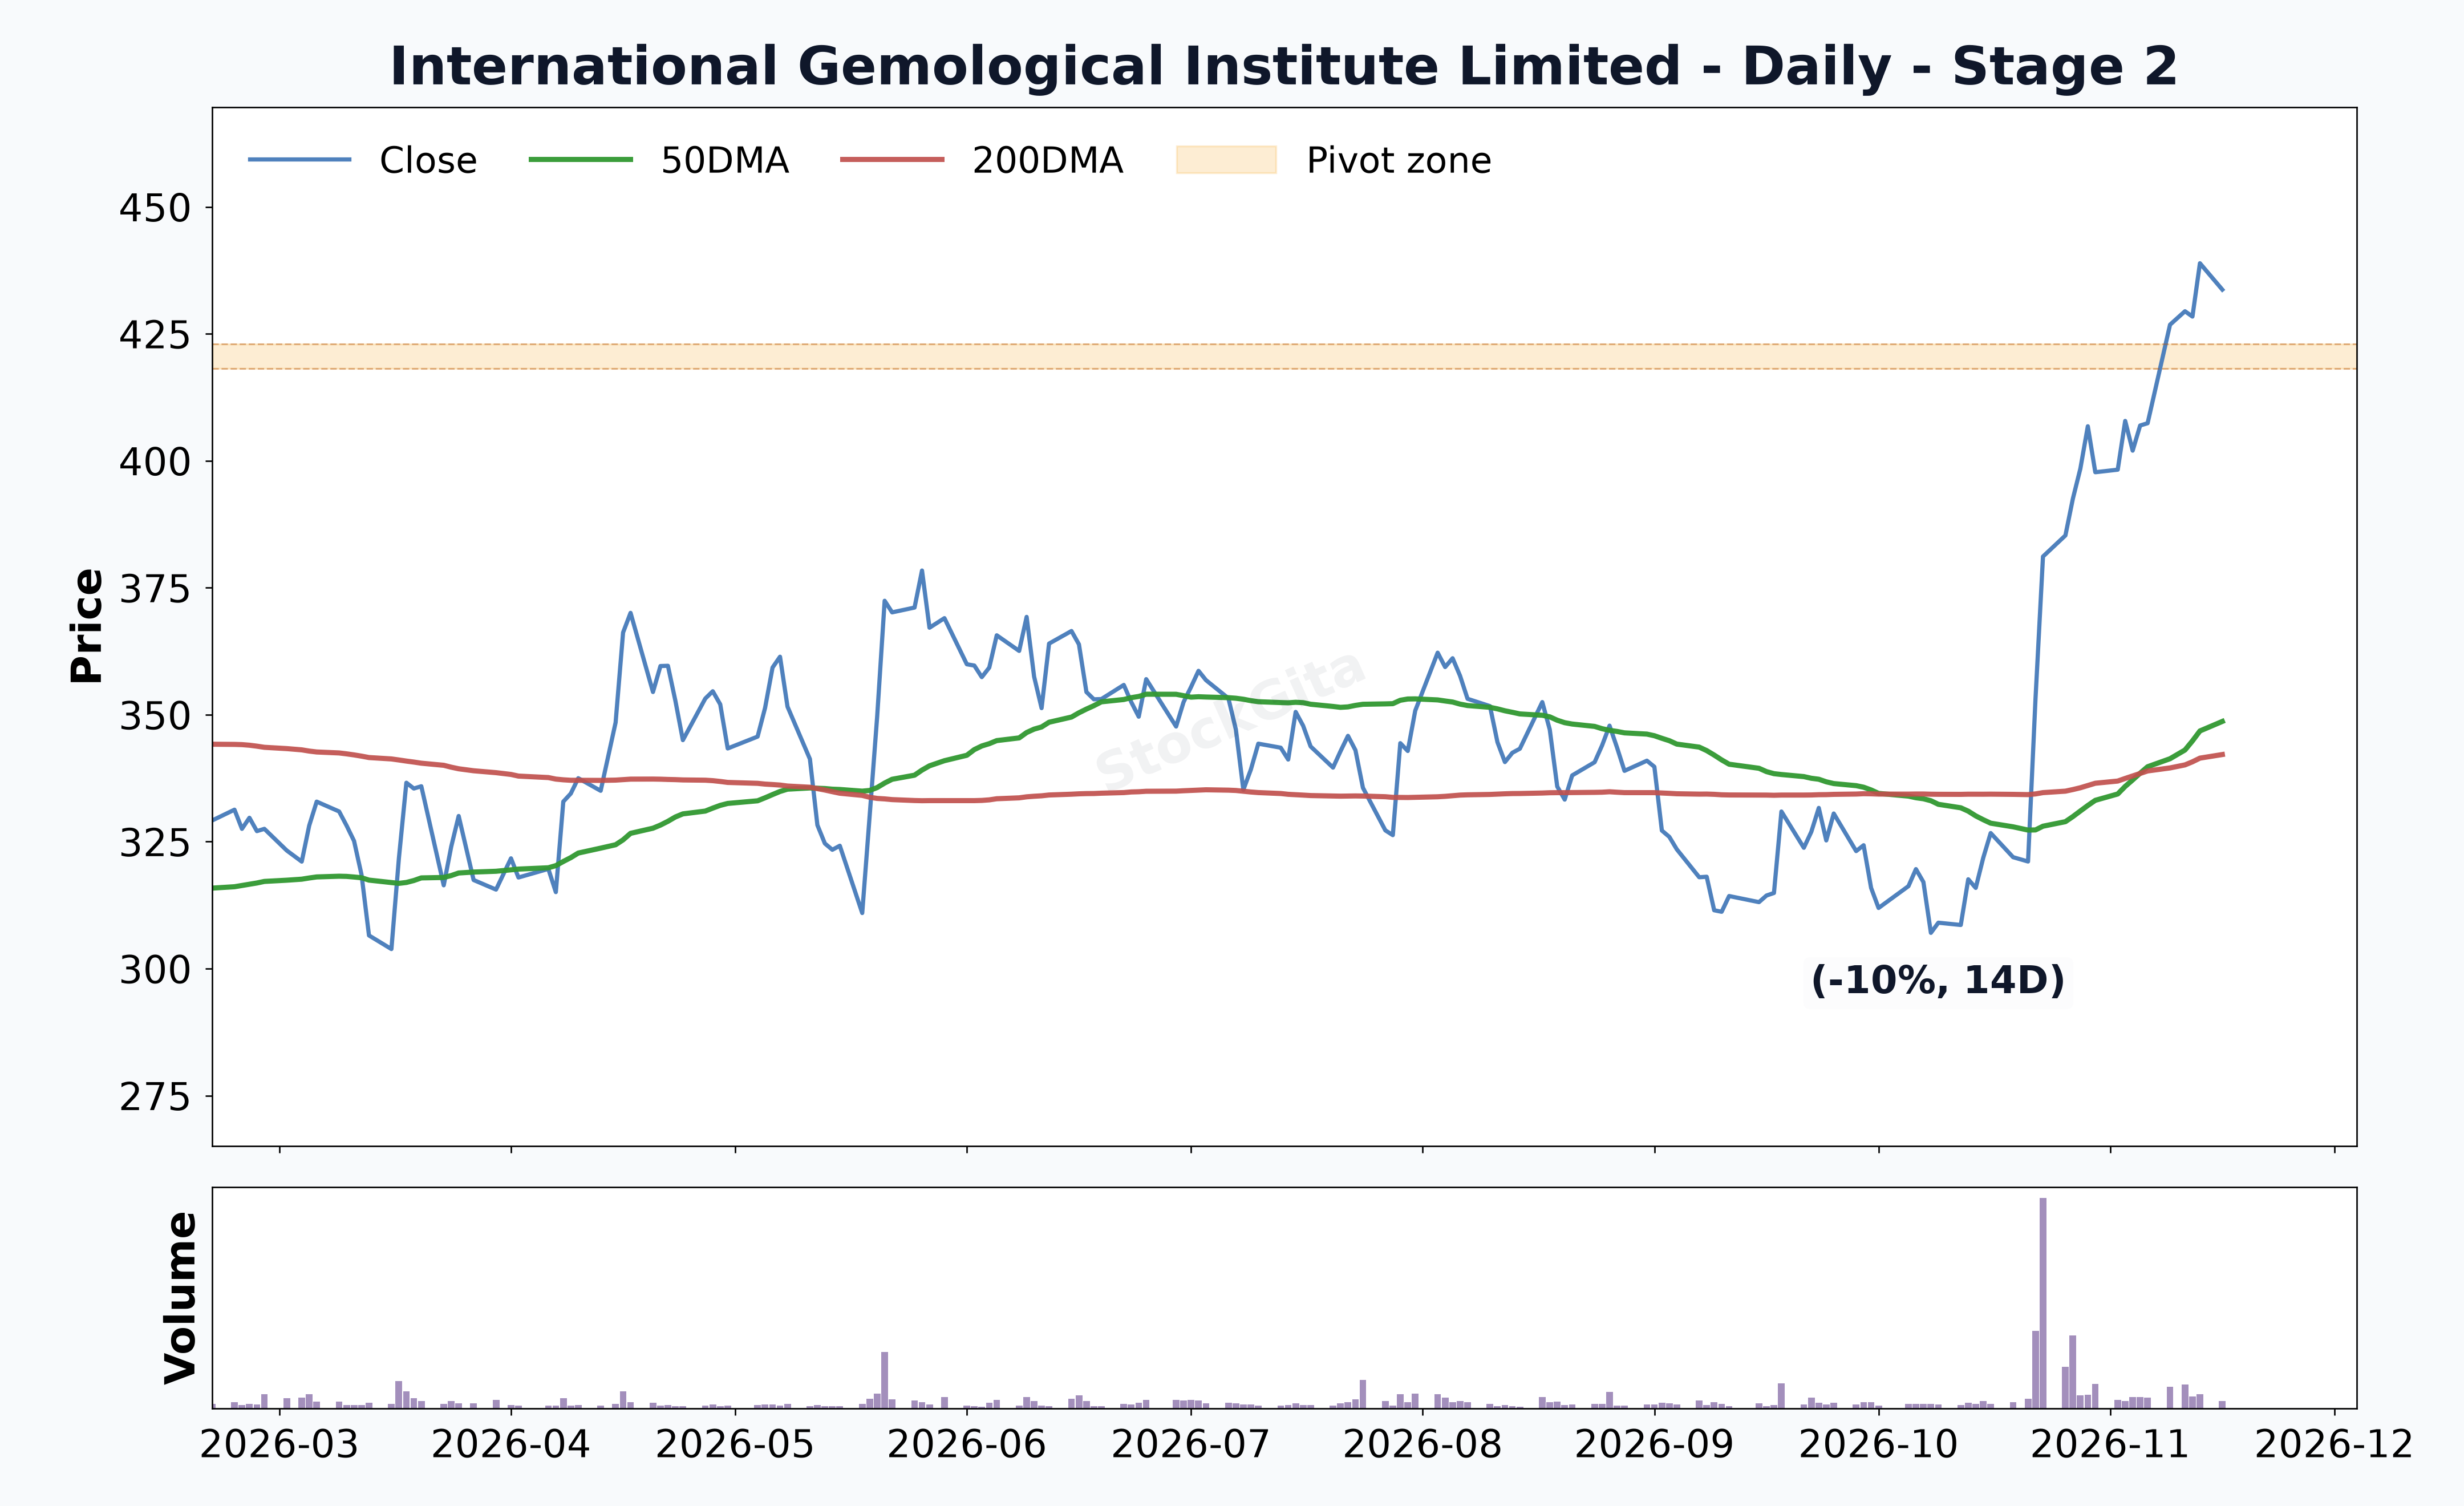 International Gemological Institute Limited - Daily - Stage 2
Close 50DMA 200DMA Pivot zone
450
425
400
375
350
325
300
275
Price
StockGita
(-10%, 14D)
Volume
2026-03 2026-04 2026-05 2026-06 2026-07 2026-08 2026-09 2026-10 2026-11 2026-12